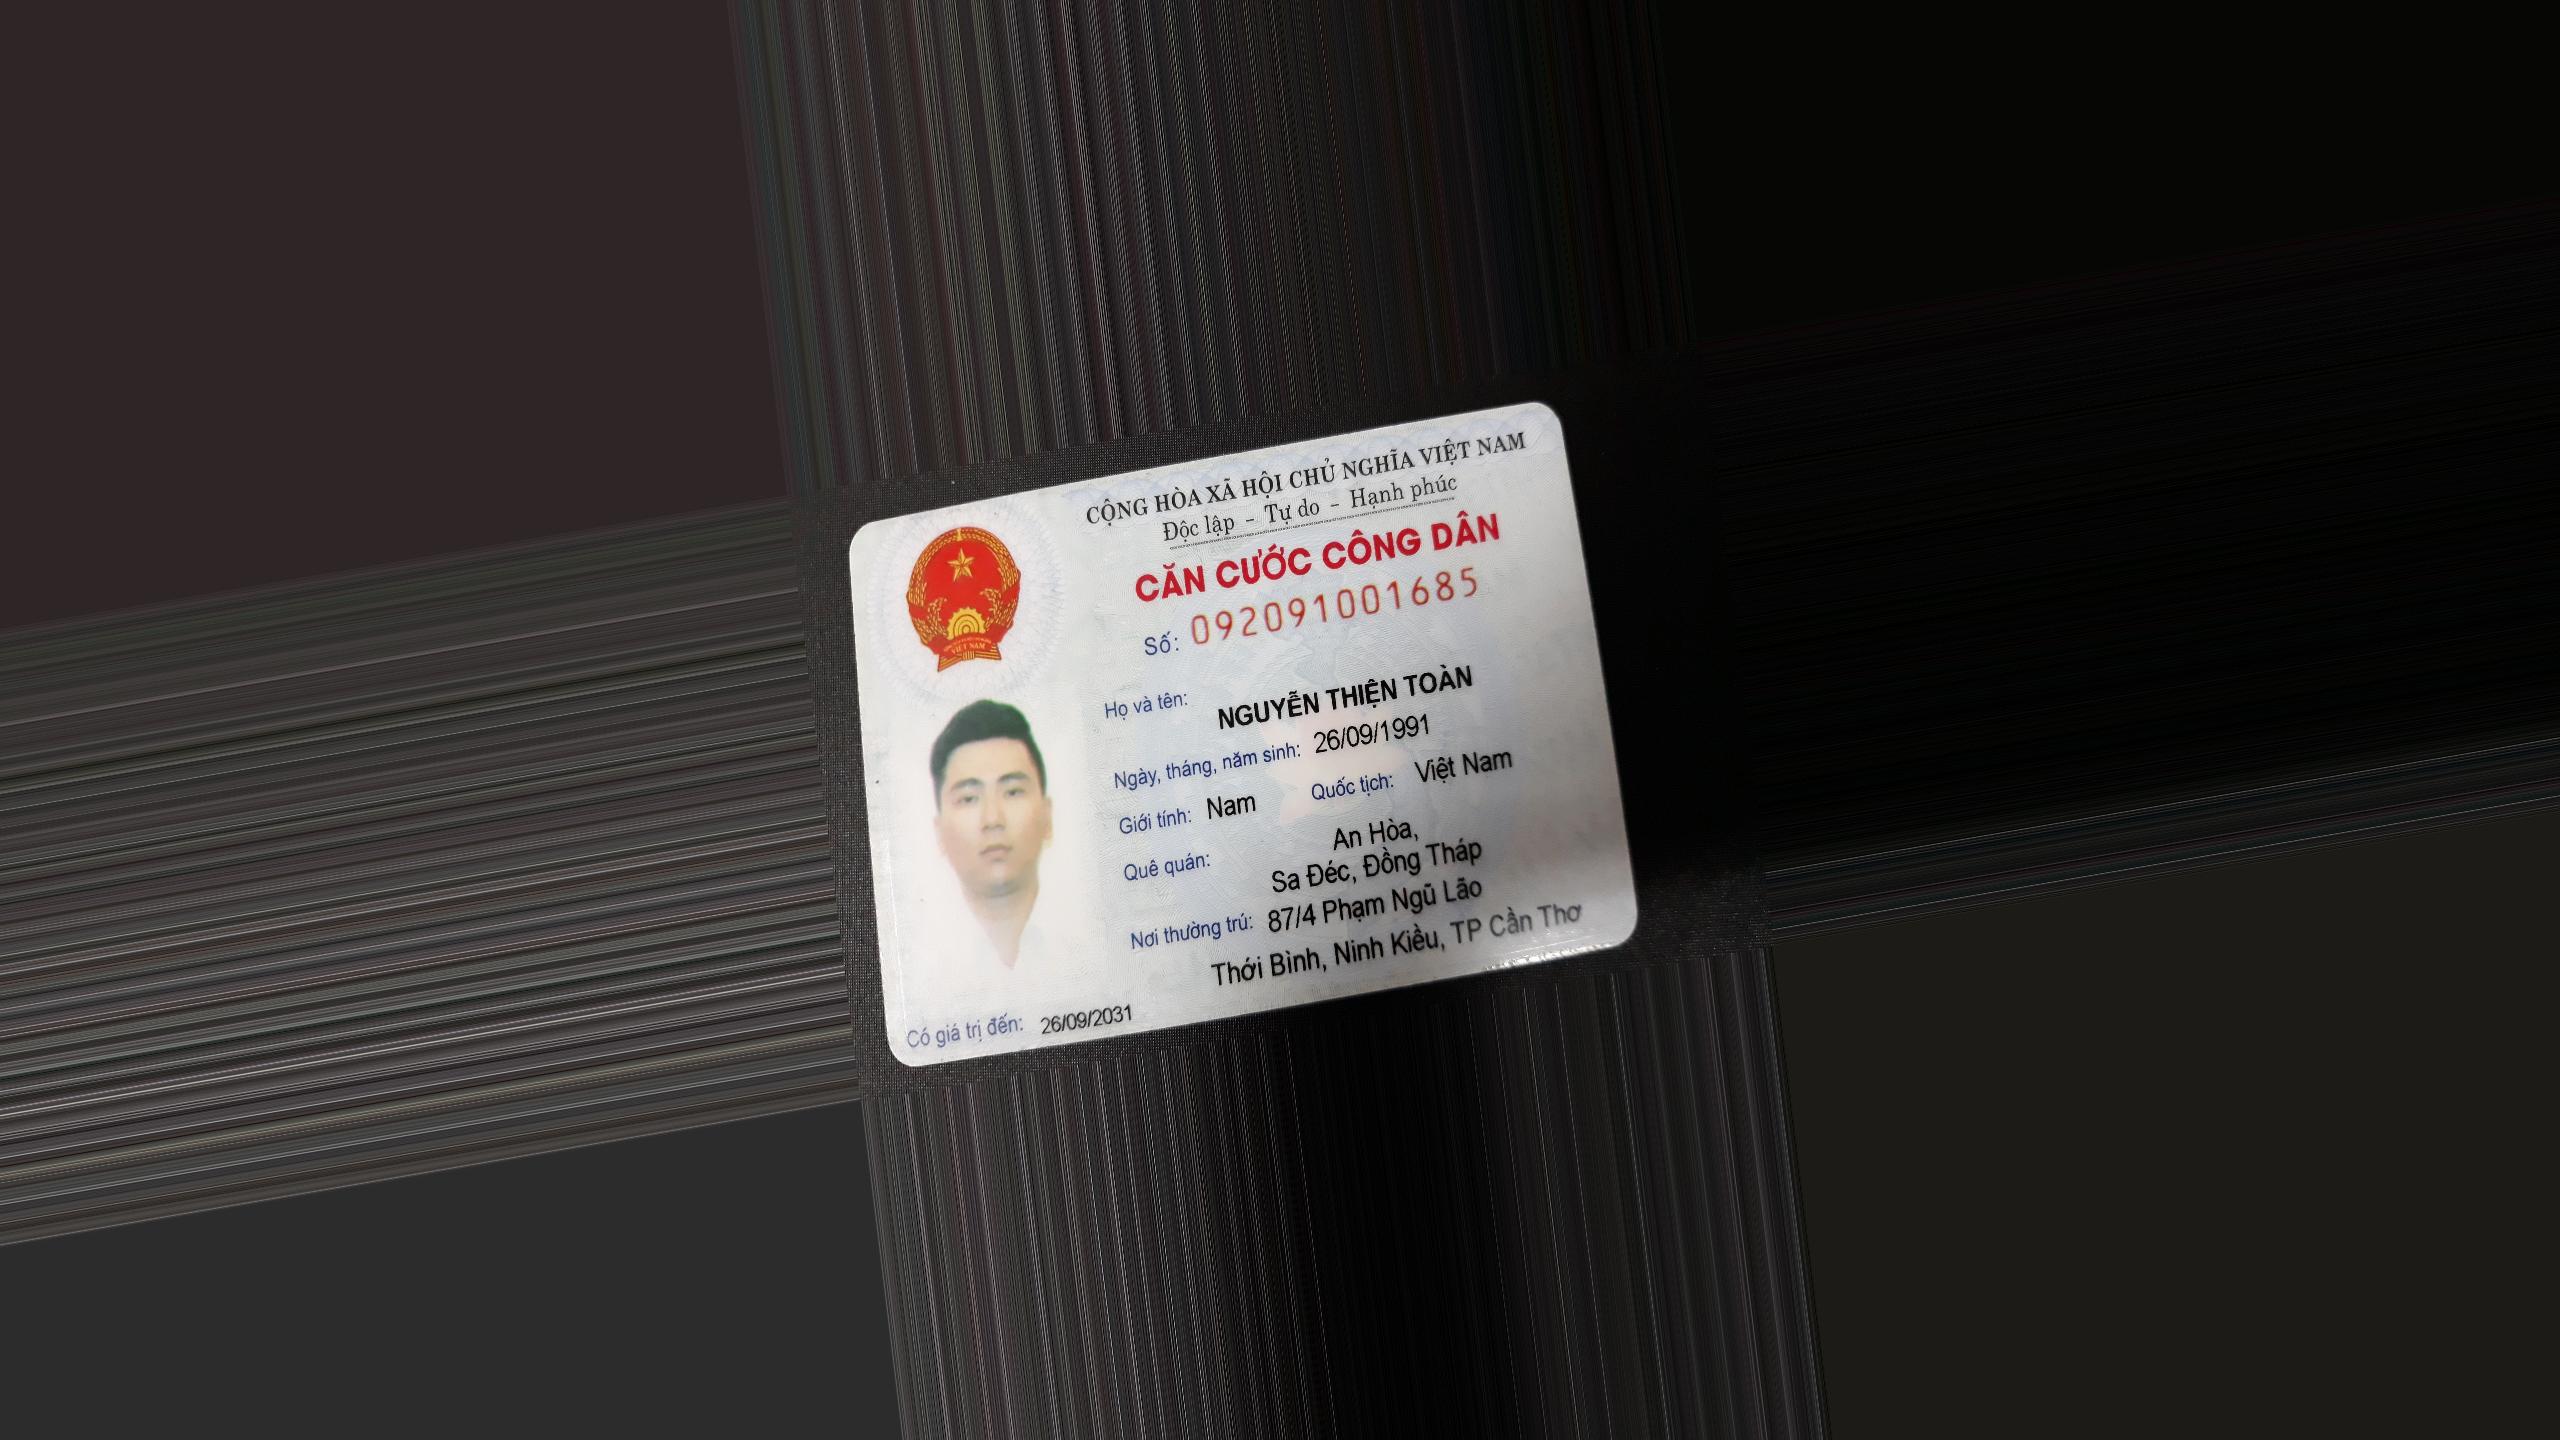 CỘNG HÒA XÃ HỘI CHỦ NGHĨA VIỆT NAM
Độc lập - Tự do - Hạnh phúc
CĂN CƯỚC CÔNG DÂN
Số: 092091001685
VIỆT NAM
Họ và tên: NGUYỄN THIỆN TOÀN
Ngày, tháng, năm sinh: 26/09/1991
Giới tính: Nam Quốc tịch: Việt Nam
Quê quán: An Hòa,
Sa Đéc, Đồng Tháp
Nơi thường trú: 87/4 Phạm Ngũ Lão
Thới Bình, Ninh Kiều, TP Cần Thơ
Có giá trị đến: 26/09/2031